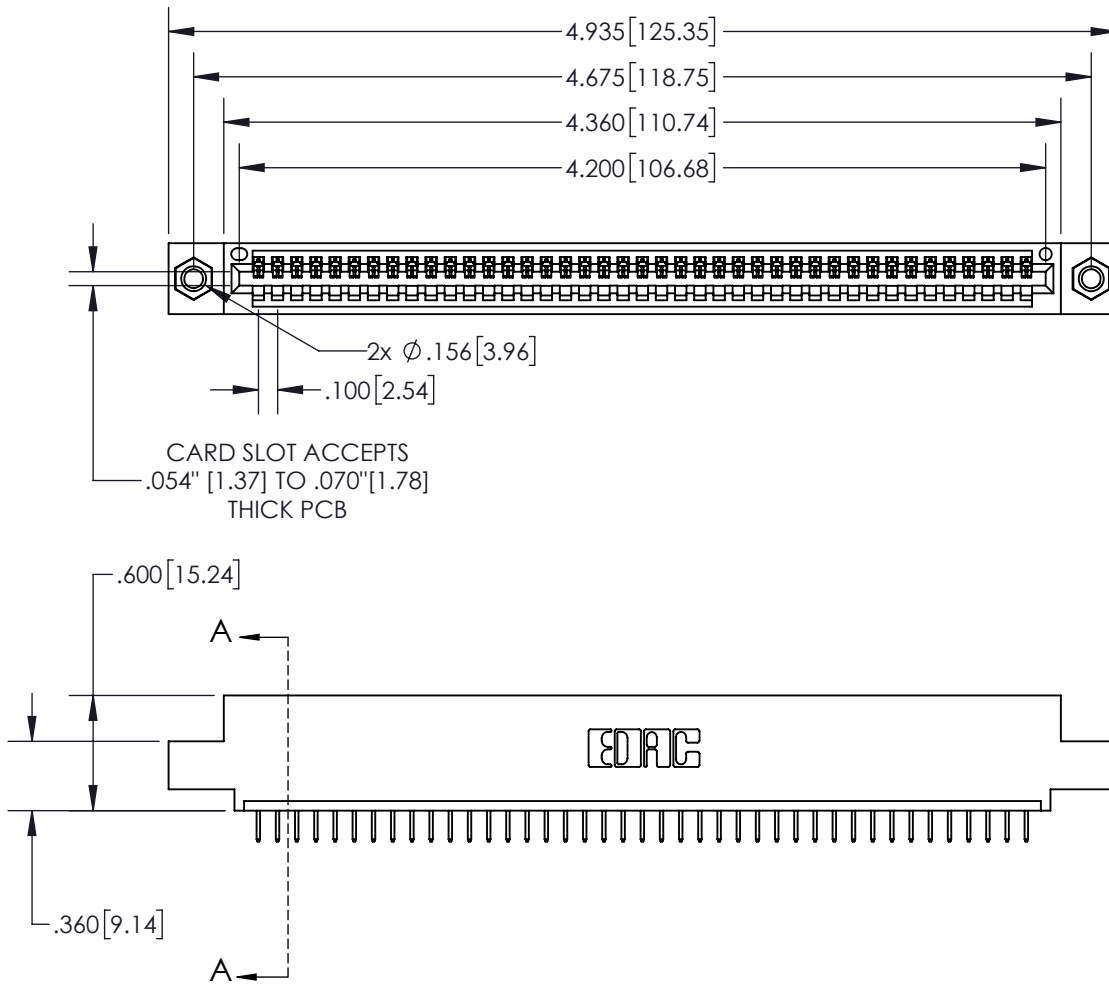 4.935[125.35]
4.675[118.75]
4.360[110.74]
4.200[106.68]
2x ∅ .156[3.96]
.100[2.54]
CARD SLOT ACCEPTS
.054" [1.37] TO .070"[1.78]
THICK PCB
.600[15.24]
A
EDAC
.360[9.14]
A